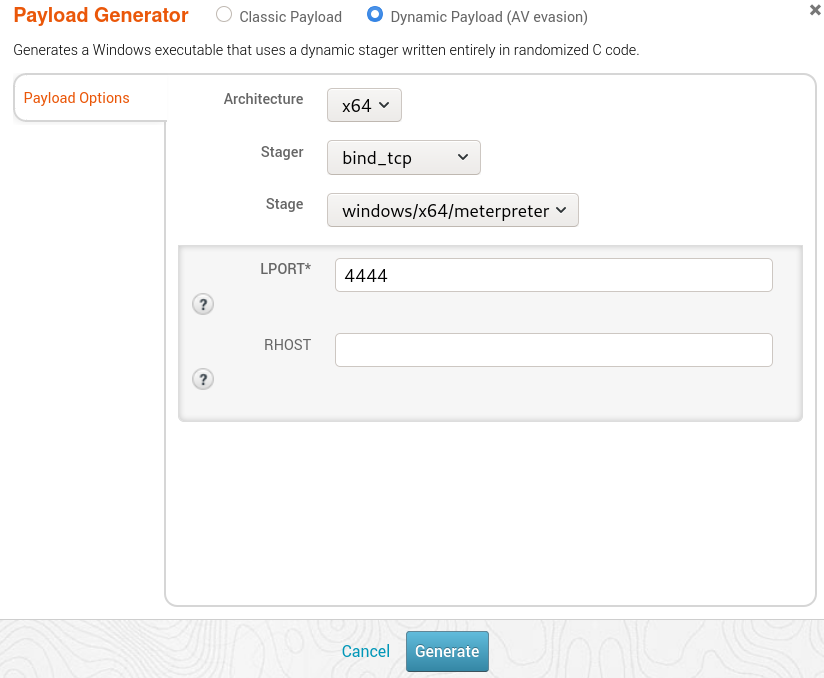 Payload Generator Classic Payload Dynamic Payload (AV evasion)
Generates a Windows executable that uses a dynamic stager written entirely in randomized C code.
Payload Options
Architecture x64
Stager bind_tcp
Stage windows/x64/meterpreter
LPORT* 4444
?
RHOST
?
Cancel Generate